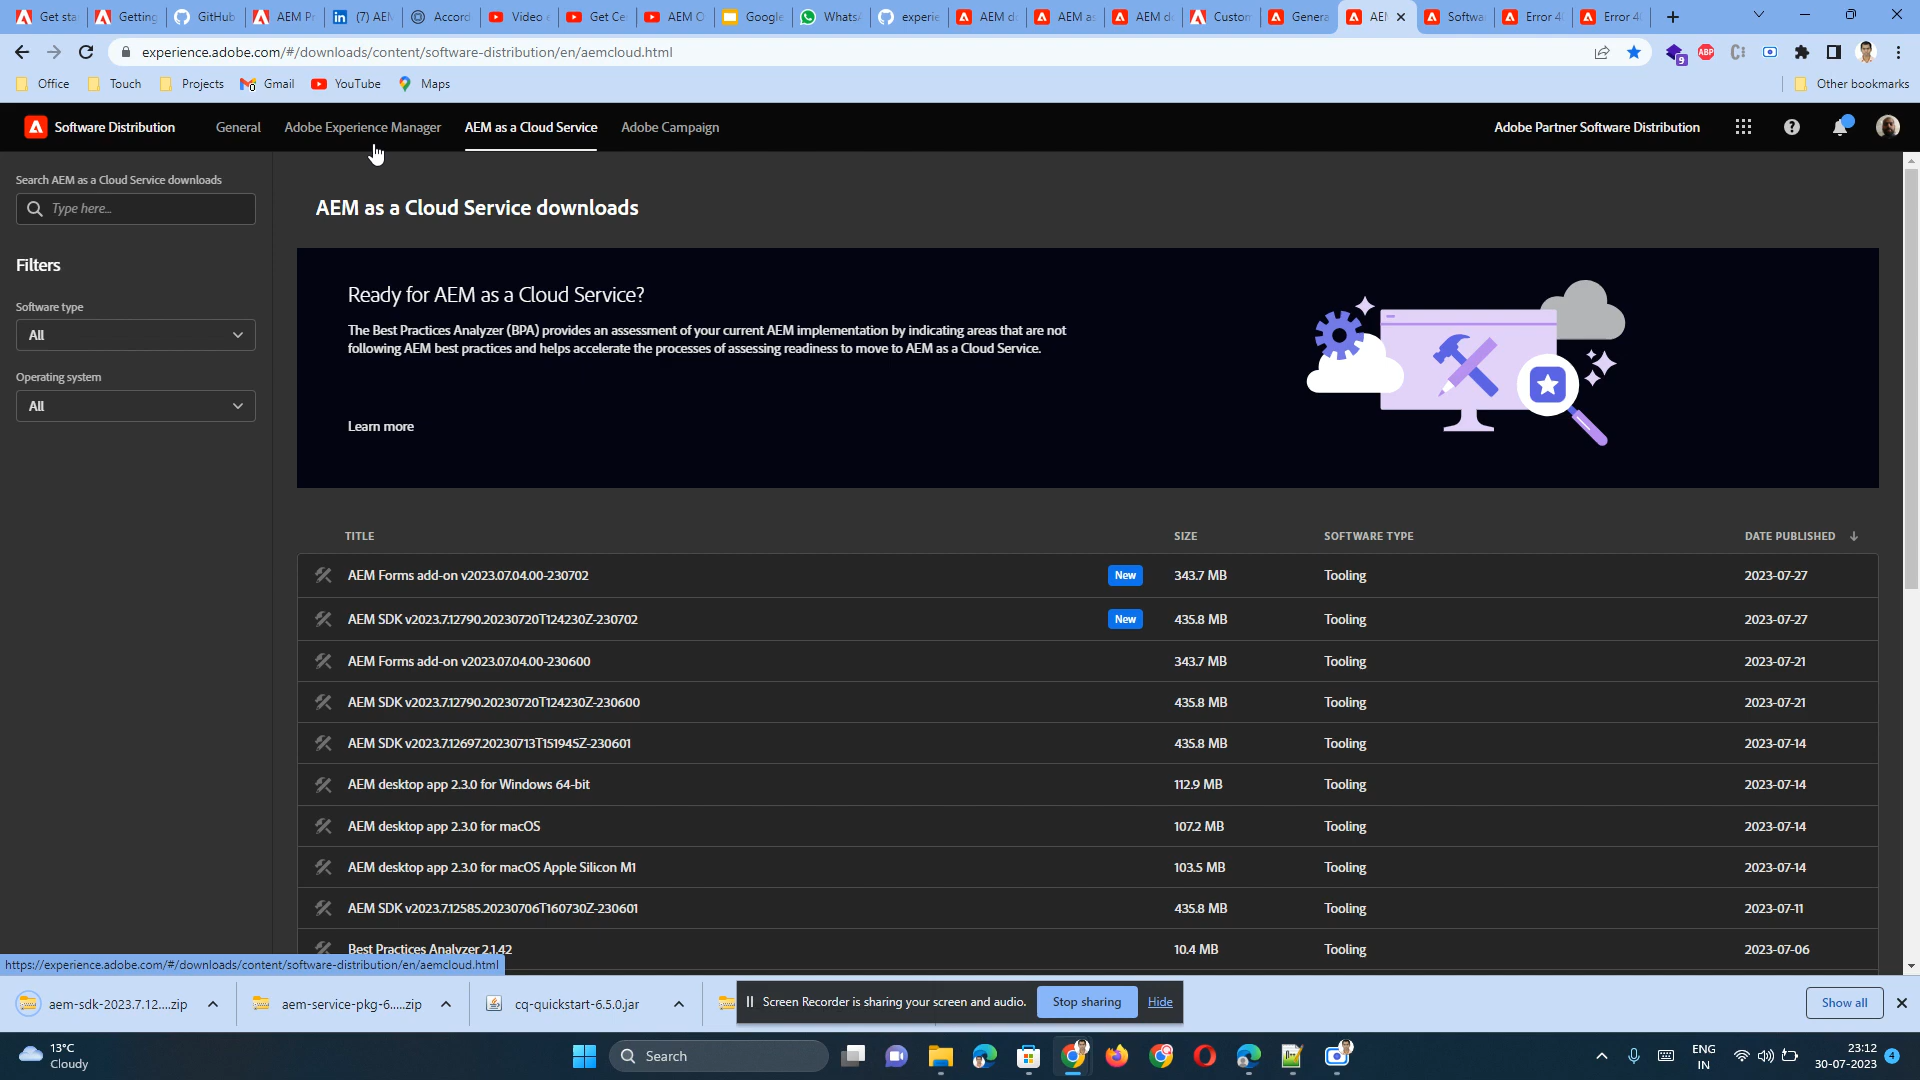 Get sta
Getting
GitHub
AEM Pr
(7) AEM
Accord
Video e
Get Ce
AEM C
Google
Whats
experie
AEM d
AEM as
AEM d
Custom
Genera
AEM
Softwa
Error 4
Error 4
experience.adobe.com/#/downloads/content/software-distribution/en/aemcloud.html
9
ABP
Office
Touch
Projects
Gmail
YouTube
Maps
Other bookmarks
Software Distribution
General
Adobe Experience Manager
AEM as a Cloud Service
Adobe Campaign
Adobe Partner Software Distribution
Search AEM as a Cloud Service downloads
Type here...
Filters
Software type
All
Operating system
All
AEM as a Cloud Service downloads
Ready for AEM as a Cloud Service?
The Best Practices Analyzer (BPA) provides an assessment of your current AEM implementation by indicating areas that are not
following AEM best practices and helps accelerate the processes of assessing readiness to move to AEM as a Cloud Service.
Learn more
TITLE SIZE SOFTWARE TYPE DATE PUBLISHED
AEM Forms add-on v2023.07.04.00-230702 New 343.7 MB Tooling 2023-07-27
AEM SDK v2023.7.12790.20230720T124230Z-230702 New 435.8 MB Tooling 2023-07-27
AEM Forms add-on v2023.07.04.00-230600 343.7 MB Tooling 2023-07-21
AEM SDK v2023.7.12790.20230720T124230Z-230600 435.8 MB Tooling 2023-07-21
AEM SDK v2023.7.12697.20230713T151945Z-230601 435.8 MB Tooling 2023-07-14
AEM desktop app 2.3.0 for Windows 64-bit 112.9 MB Tooling 2023-07-14
AEM desktop app 2.3.0 for macOS 107.2 MB Tooling 2023-07-14
AEM desktop app 2.3.0 for macOS Apple Silicon M1 103.5 MB Tooling 2023-07-14
AEM SDK v2023.7.12585.20230706T160730Z-230601 435.8 MB Tooling 2023-07-11
Best Practices Analyzer 2.1.42 10.4 MB Tooling 2023-07-06
https://experience.adobe.com/#/downloads/content/software-distribution/en/aemcloud.html
aem-sdk-2023.7.12....zip
aem-service-pkg-6.....zip
cq-quickstart-6.5.0.jar
Screen Recorder is sharing your screen and audio.
Stop sharing
Hide
Show all
13°C
Cloudy
Search
ENG
IN
23:12
30-07-2023
4